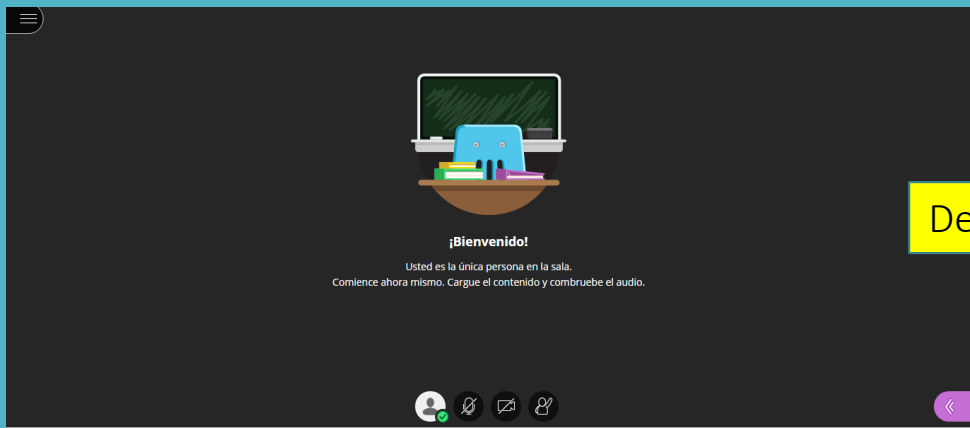 ¡Bienvenido!
Usted es la única persona en la sala.
Comience ahora mismo. Cargue el contenido y combruebe el audio.
De